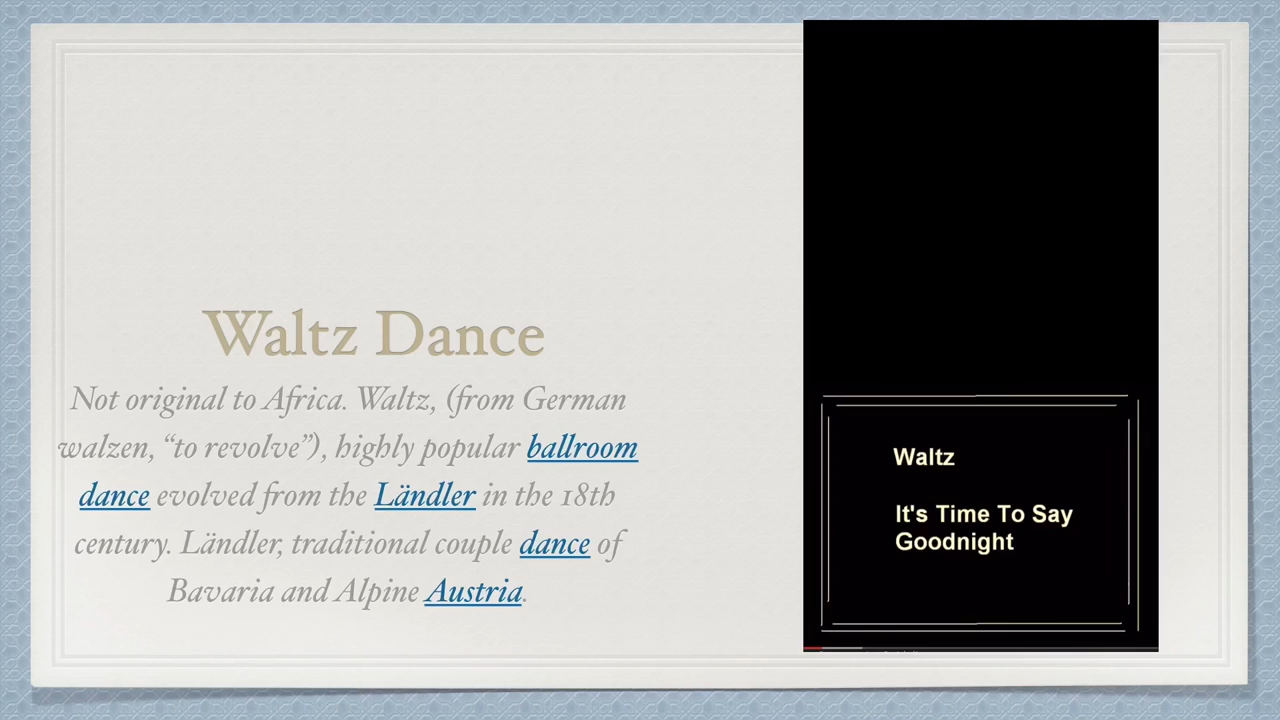 Waltz Dance
Not original to Africa. Waltz, (from German
walzen, “to revolve”), highly popular ballroom
dance evolved from the Ländler in the 18th
century. Ländler, traditional couple dance of
Bavaria and Alpine Austria.
Waltz
It's Time To Say
Goodnight